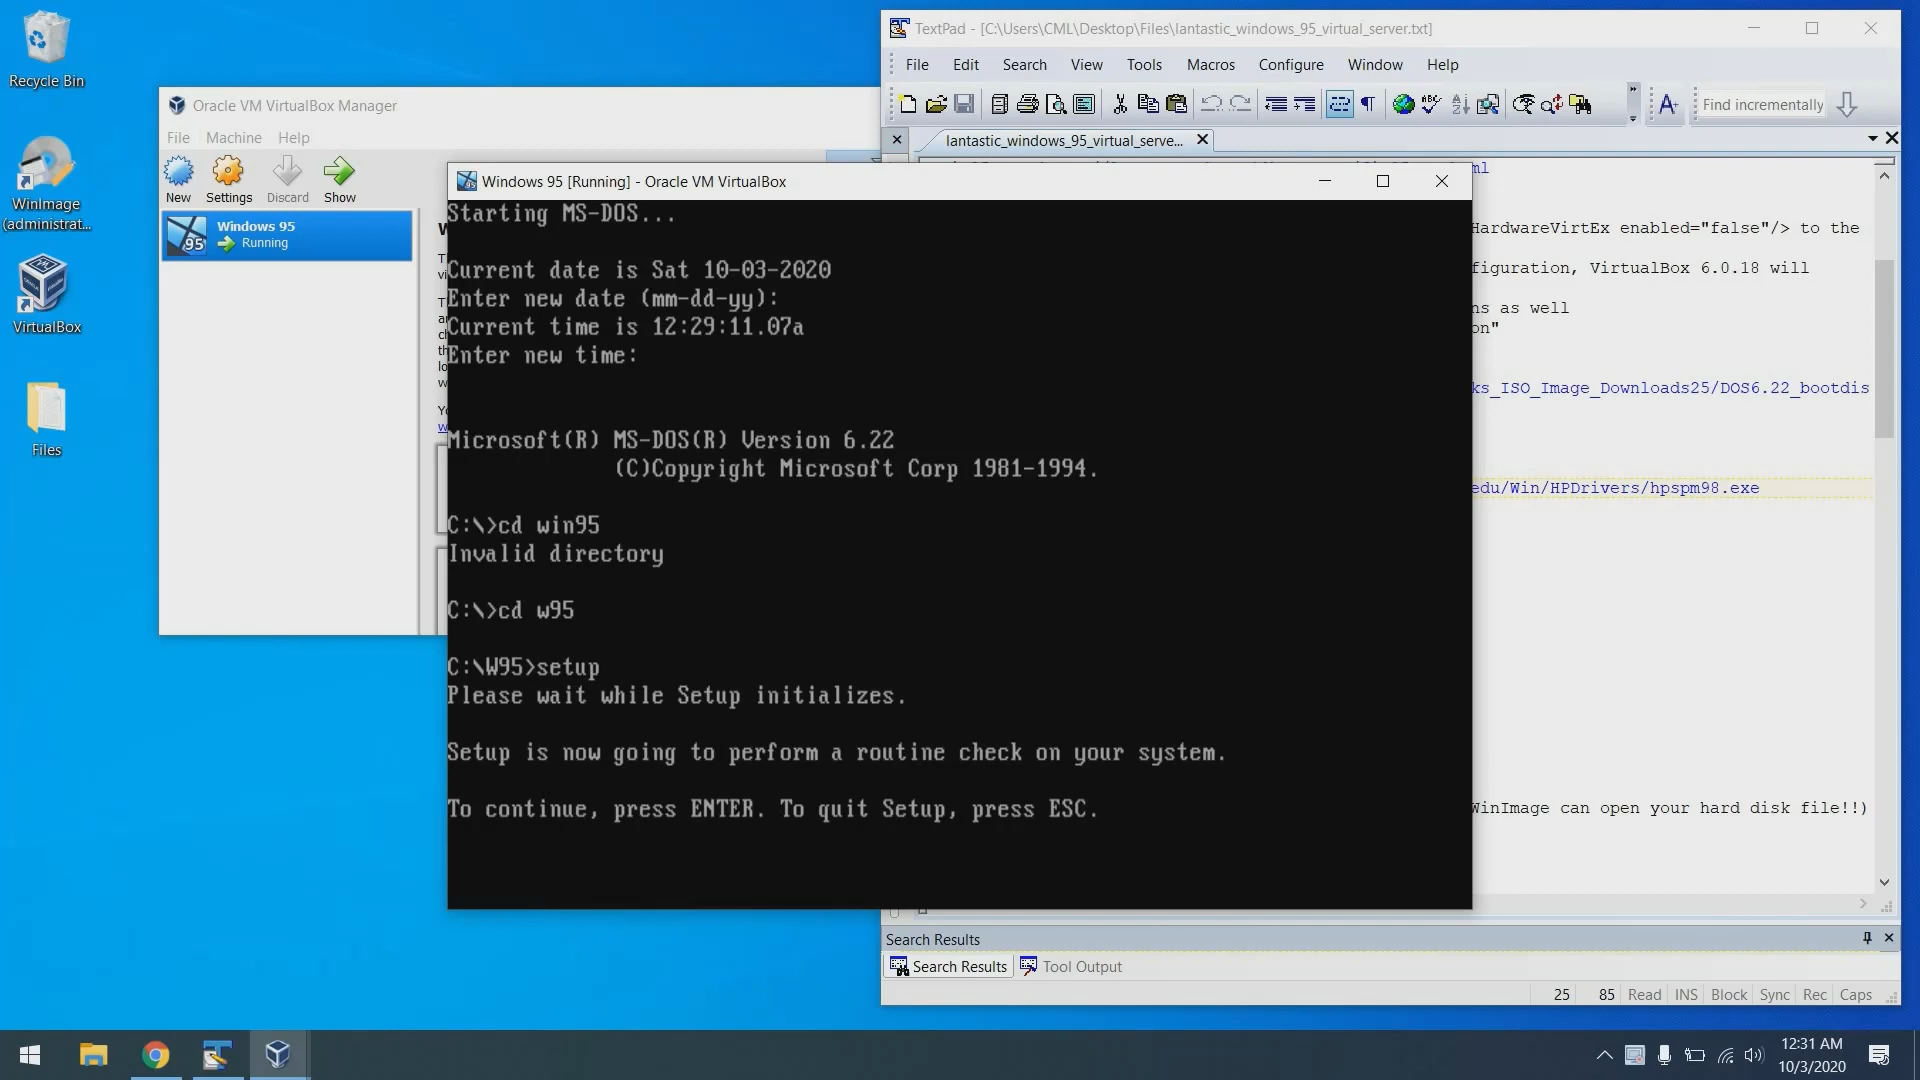 Recycle Bin
WinImage
(administrat...
VirtualBox
Files
Oracle VM VirtualBox Manager
File Machine Help
New Settings Discard Show
Windows 95
Running
TextPad - [C:\Users\CML\Desktop\Files\lantastic_windows_95_virtual_server.txt]
File Edit Search View Tools Macros Configure Window Help
Find incrementally
lantastic_windows_95_virtual_serve...
ml
HardwareVirtEx enabled="false"/> to the
figuration, VirtualBox 6.0.18 will
ns as well
on"
ks_ISO_Image_Downloads25/DOS6.22_bootdis
edu/Win/HPDrivers/hpspm98.exe
WinImage can open your hard disk file!!)
Windows 95 [Running] - Oracle VM VirtualBox
Starting MS-DOS...
Current date is Sat 10-03-2020
Enter new date (mm-dd-yy):
Current time is 12:29:11.07a
Enter new time:
Microsoft(R) MS-DOS(R) Version 6.22
(C)Copyright Microsoft Corp 1981-1994.
C:\>cd win95
Invalid directory
C:\>cd w95
C:\W95>setup
Please wait while Setup initializes.
Setup is now going to perform a routine check on your system.
To continue, press ENTER. To quit Setup, press ESC.
Search Results
Search Results Tool Output
25 85 Read INS Block Sync Rec Caps
12:31 AM
10/3/2020